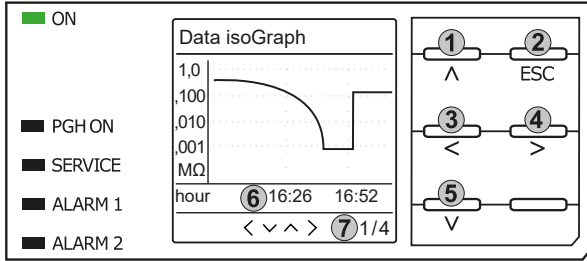 ON
PGH ON
SERVICE
ALARM 1
ALARM 2
Data isoGraph
1,0
,100
,010
,001
MΩ
hour 6 16:26 16:52
< ∨ ∧ > 7 1/4
1 2
∧ ESC
3 4
< >
5
∨